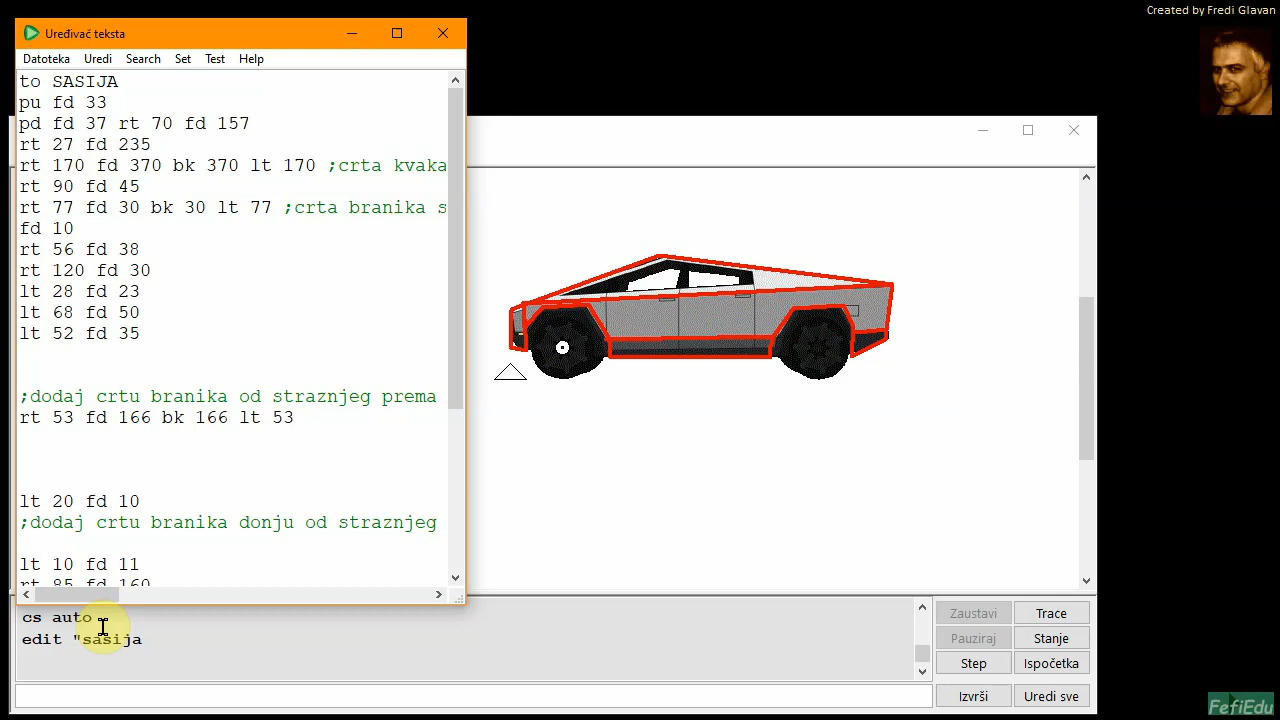 Created by Fredi Glavan
Uređivač teksta
Datoteka Uredi Search Set Test Help
to SASIJA
pu fd 33
pd fd 37 rt 70 fd 157
rt 27 fd 235
rt 170 fd 370 bk 370 lt 170 ;crta kvaka
rt 90 fd 45
rt 77 fd 30 bk 30 lt 77 ;crta branika s
fd 10
rt 56 fd 38
rt 120 fd 30
lt 28 fd 23
lt 68 fd 50
lt 52 fd 35
;dodaj crtu branika od straznjeg prema
rt 53 fd 166 bk 166 lt 53
lt 20 fd 10
;dodaj crtu branika donju od straznjeg
lt 10 fd 11
rt 85 fd 160
cs auto
edit "sasija
Zaustavi Trace
Pauziraj Stanje
Step Ispočetka
Izvrši Uredi sve
FefiEdu